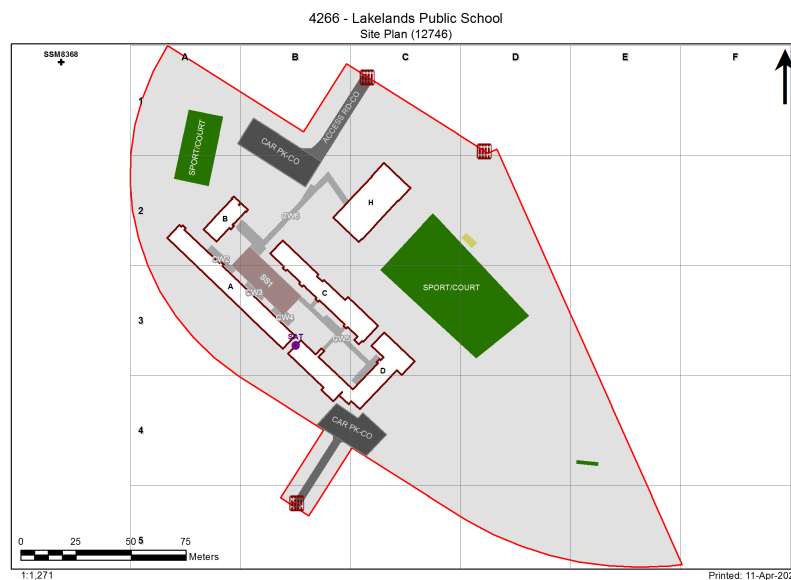 4266 - Lakelands Public School
Site Plan (12746)
SSM8368
A B C D E F
1
ACCESS RD-CO
SPORT/COURT
CAR PK-CO
2
H
B
CW6
CW2
SS1
A
CW3
C
SPORT/COURT
3
CW4
SAT
CW5
D
4
CAR PK-CO
5
0 25 50 75
Meters
1:1,271
Printed: 11-Apr-202